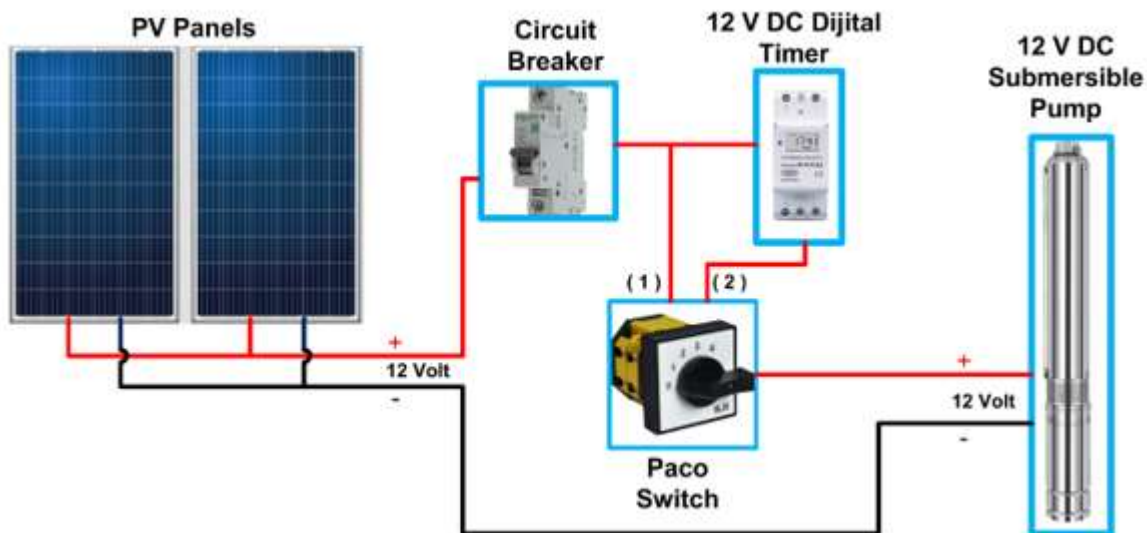 PV Panels
Circuit
Breaker
12 V DC Dijital
Timer
12 V DC
Submersible
Pump
( 1 )
( 2 )
+
12 Volt
-
+
12 Volt
-
Paco
Switch